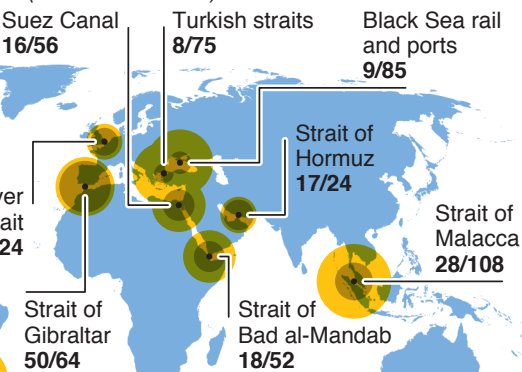 Suez Canal
16/56
Turkish straits
8/75
Black Sea rail
and ports
9/85
Strait of
Hormuz
17/24
24
Strait of
Malacca
28/108
Strait of
Gibraltar
50/64
Strait of
Bad al-Mandab
18/52